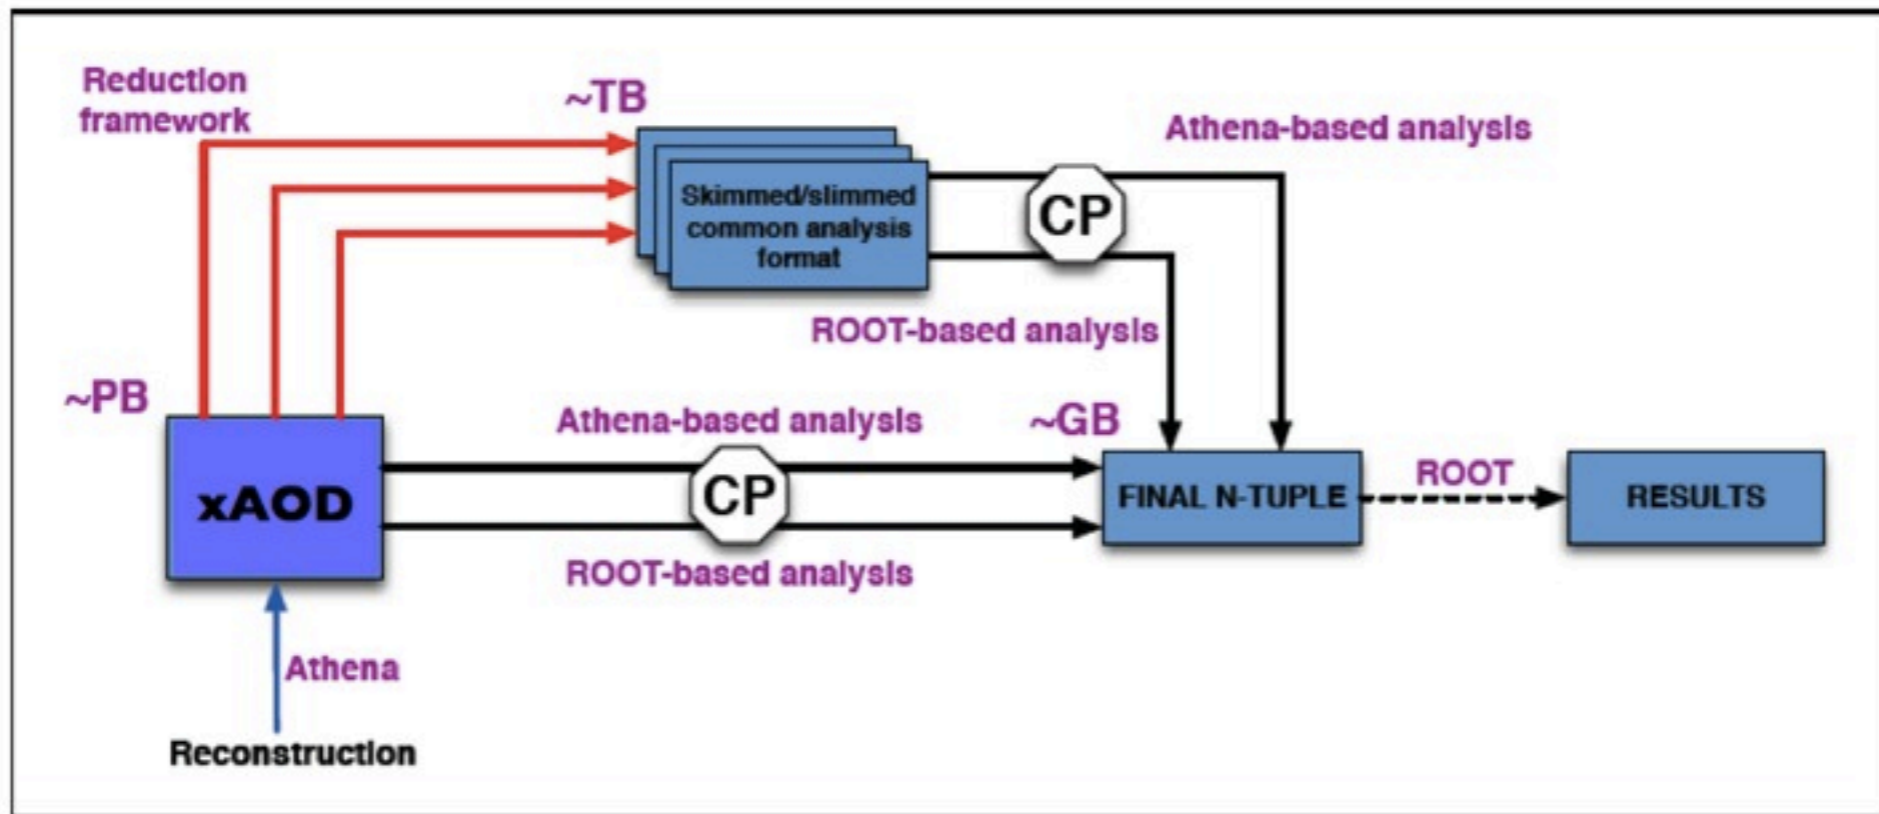 Reduction
framework
~TB
Athena-based analysis
Skimmed/slimmed
common analysis
format
CP
ROOT-based analysis
~PB
Athena-based analysis
~GB
xAOD
CP
FINAL N-TUPLE
ROOT
RESULTS
ROOT-based analysis
Athena
Reconstruction